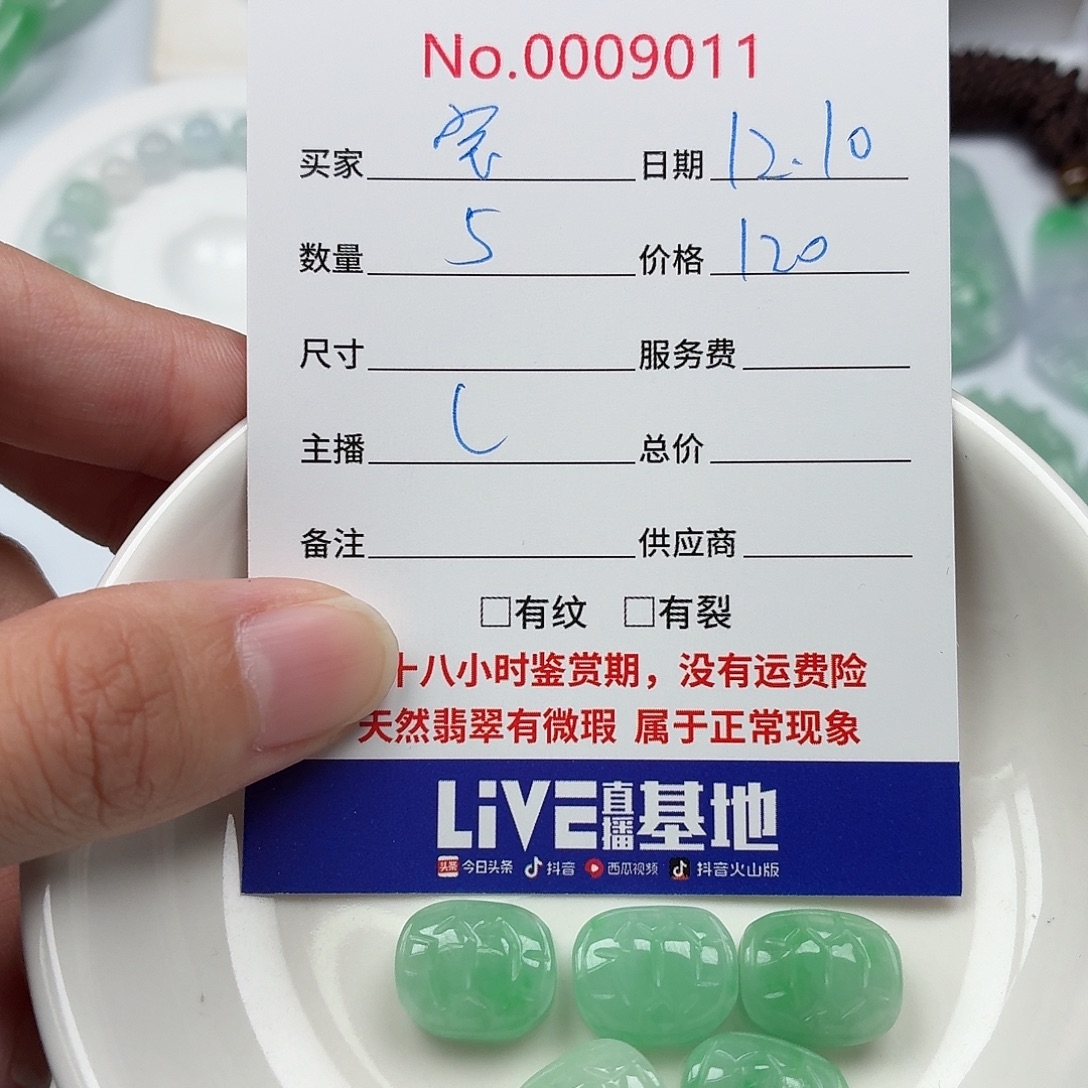 No.0009011
买家 日期 12.10
数量 5 价格 120
尺寸 服务费
主播 L 总价
备注 供应商
□有纹 □有裂
十八小时鉴赏期，没有运费险
天然翡翠有微瑕 属于正常现象
LiVE直播基地
头条 今日头条 抖音 西瓜视频 抖音火山版